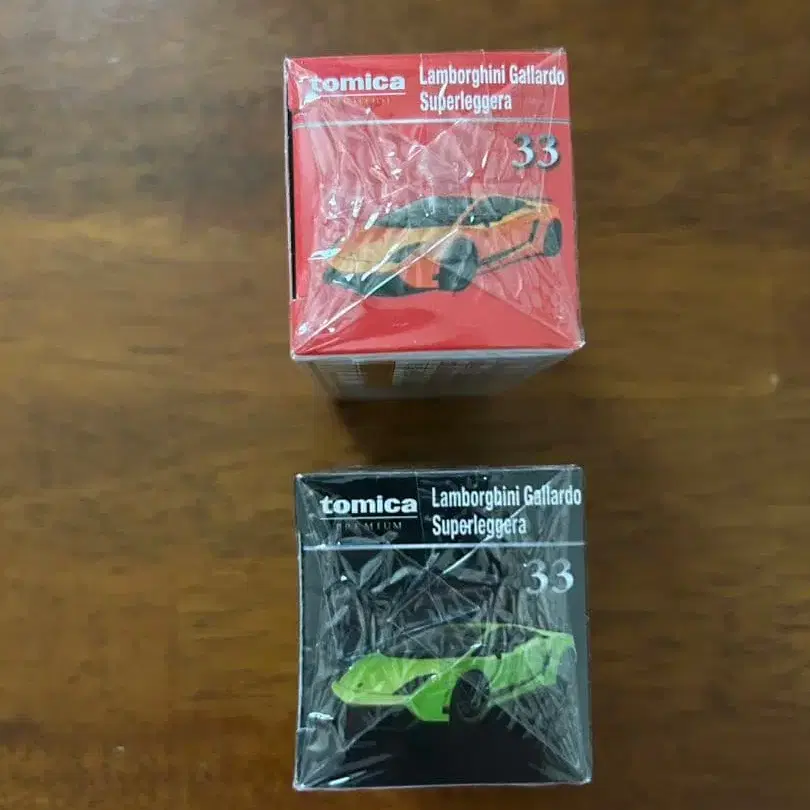 tomica
Lamborghini Gallardo
Superleggera
33
tomica
PREMIUM
Lamborghini Gallardo
Superleggera
33